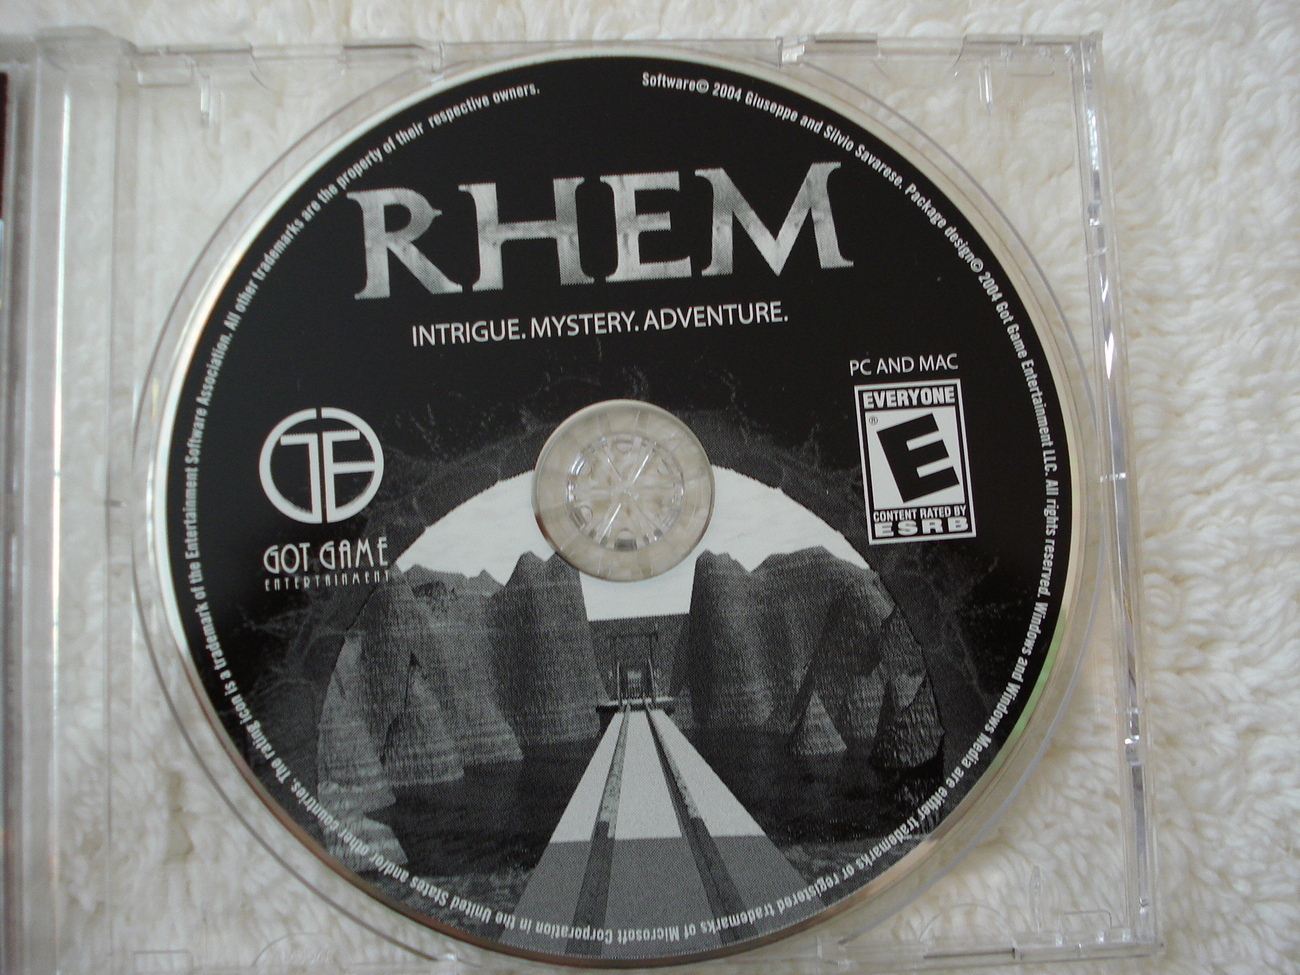 Software© 2004 Giuseppe and Silvio Savarese. Package design© 2004 Got Game Entertainment LLC. All rights reserved. Windows and Windows Media are either trademarks or registered trademarks of Microsoft Corporation in the United States and/or other countries. The rating icon is a trademark of the Entertainment Software Association. All other trademarks are the property of their respective owners.
RHEM
INTRIGUE. MYSTERY. ADVENTURE.
PC AND MAC
EVERYONE
®
E
CONTENT RATED BY
ESRB
GOT GAME
ENTERTAINMENT